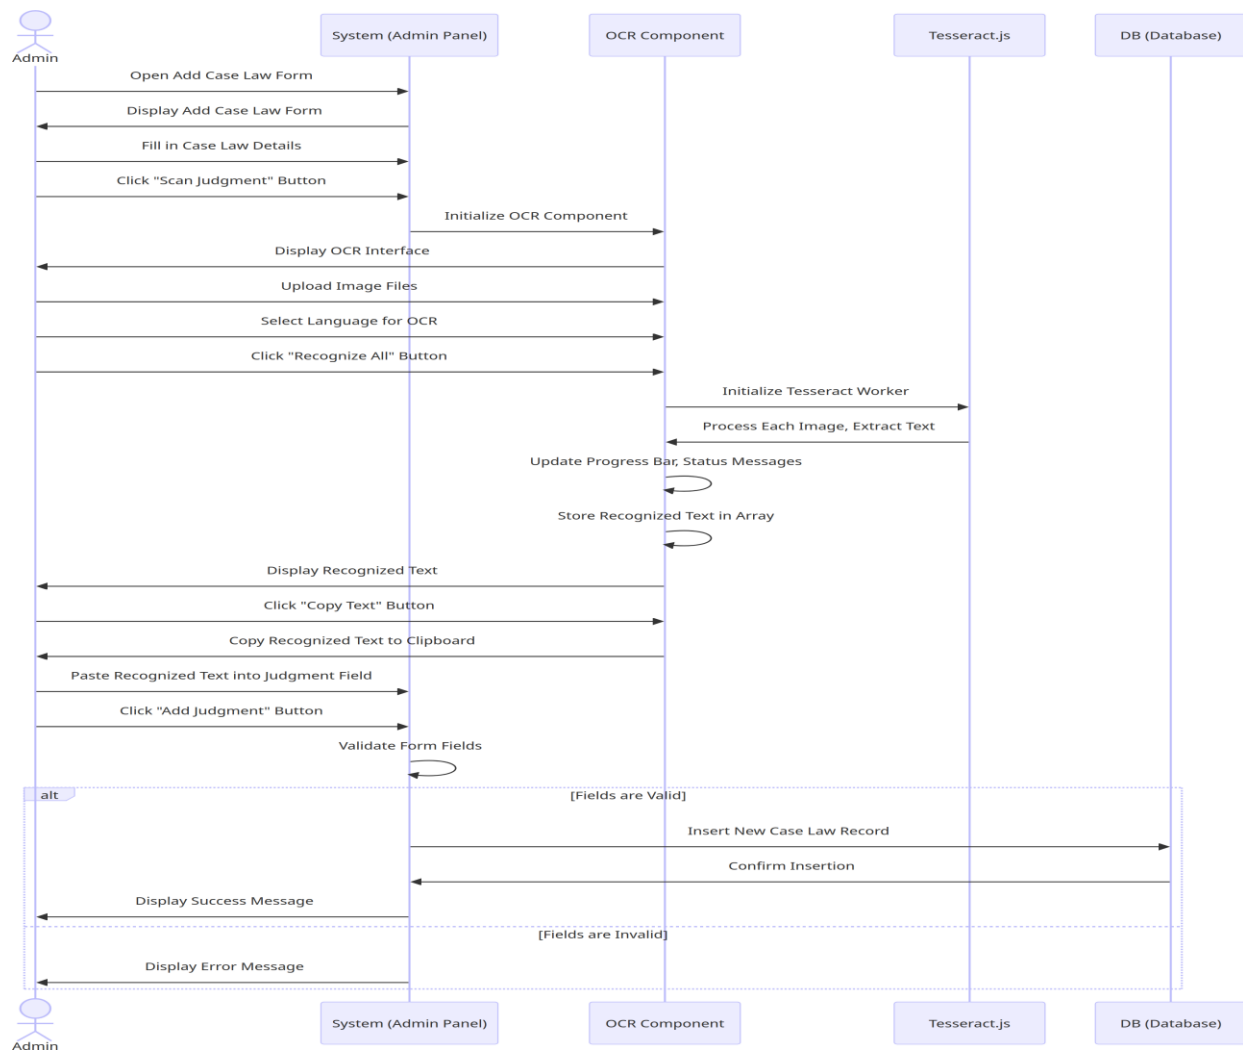 System (Admin Panel)
OCR Component
Tesseract.js
DB (Database)
Admin
Open Add Case Law Form
Display Add Case Law Form
Fill in Case Law Details
Click "Scan Judgment" Button
Initialize OCR Component
Display OCR Interface
Upload Image Files
Select Language for OCR
Click "Recognize All" Button
Initialize Tesseract Worker
Process Each Image, Extract Text
Update Progress Bar, Status Messages
Store Recognized Text in Array
Display Recognized Text
Click "Copy Text" Button
Copy Recognized Text to Clipboard
Paste Recognized Text into Judgment Field
Click "Add Judgment" Button
Validate Form Fields
alt
[Fields are Valid]
Insert New Case Law Record
Confirm Insertion
Display Success Message
[Fields are Invalid]
Display Error Message
System (Admin Panel)
OCR Component
Tesseract.js
DB (Database)
Admin